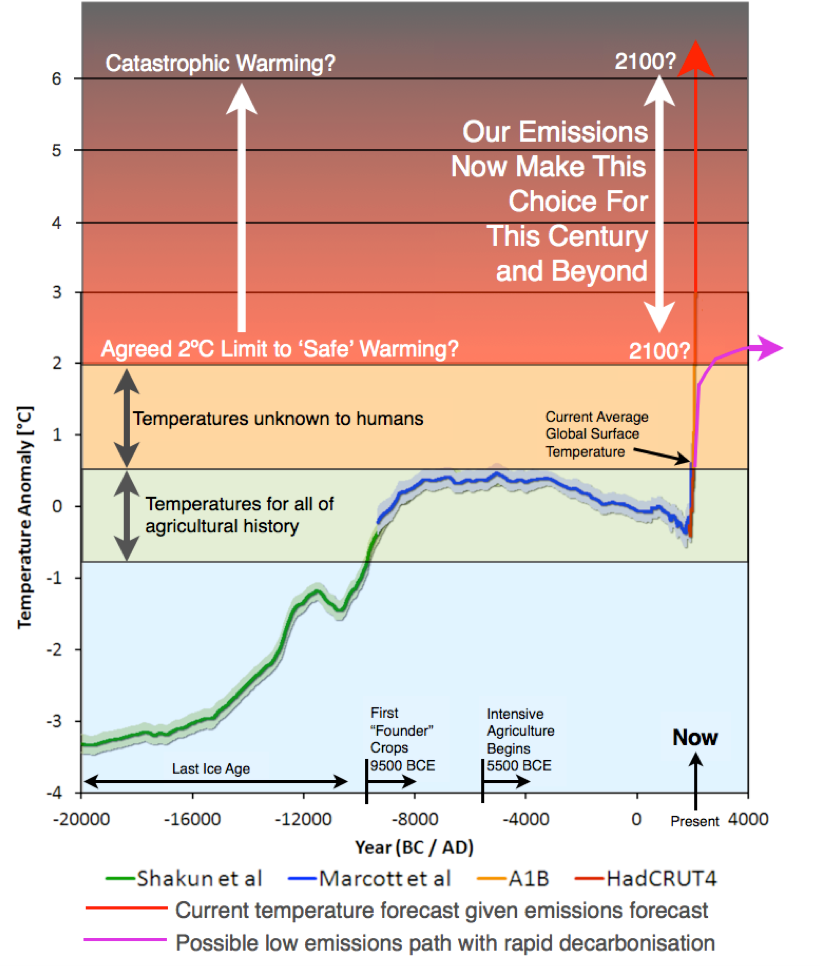 Catastrophic Warming?
2100?
Our Emissions
Now Make This
Choice For
This Century
and Beyond
Agreed 2ºC Limit to ‘Safe’ Warming?
2100?
Temperatures unknown to humans
Current Average
Global Surface
Temperature
Temperatures for all of
agricultural history
Temperature Anomaly [°C]
6
5
4
3
2
1
0
-1
-2
-3
-4
First
“Founder”
Crops
9500 BCE
Intensive
Agriculture
Begins
5500 BCE
Last Ice Age
Now
Present
-20000
-16000
-12000
-8000
-4000
0
4000
Year (BC / AD)
Shakun et al
Marcott et al
A1B
HadCRUT4
Current temperature forecast given emissions forecast
Possible low emissions path with rapid decarbonisation